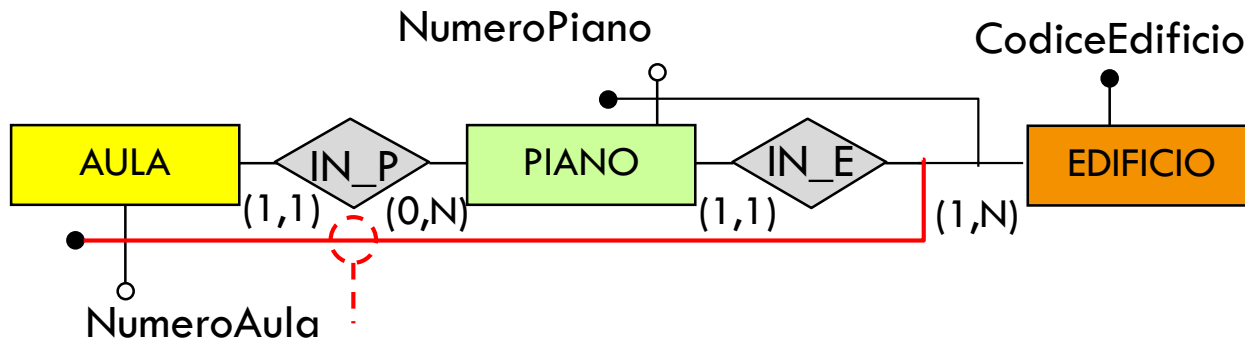 NumeroPiano
CodiceEdificio
AULA
IN_P
PIANO
IN_E
EDIFICIO
(1,1)
(0,N)
(1,1)
(1,N)
NumeroAula